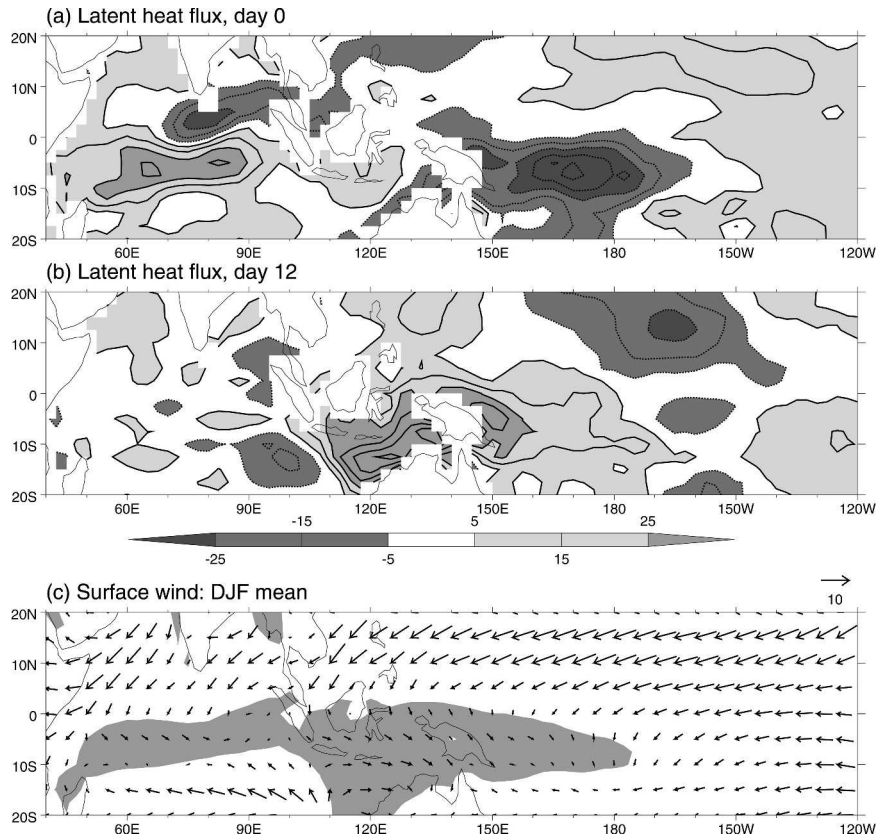 (a) Latent heat flux, day 0
20N
10N
0
10S
20S
60E 90E 120E 150E 180 150W 120W
(b) Latent heat flux, day 12
20N
10N
0
10S
20S
60E 90E 120E 150E 180 150W 120W
-15 5 25
-25 -5 15
(c) Surface wind: DJF mean
10
20N
10N
0
10S
20S
60E 90E 120E 150E 180 150W 120W